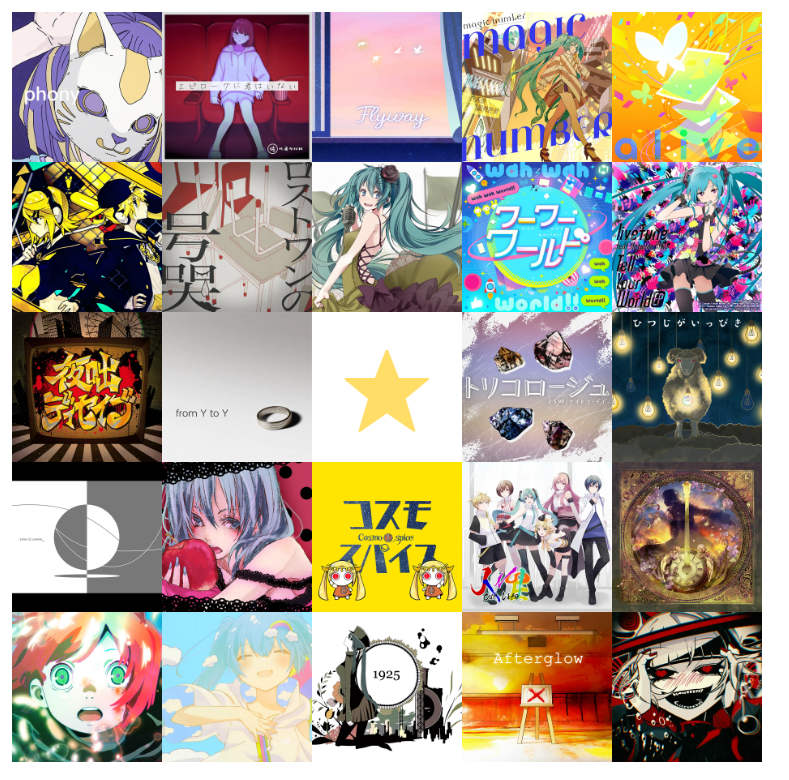 phony
エピローグに君はいない
Flyway
magic number
magic
number
alive
ロストワンの
号哭
wah wah
wah wah world!!
ワーワー
ワールド
wah
wah
world!!
world!!
livetune
Tell
Your
World
夜咄
ディセイブ
from Y to Y
トリコロージュ
ひつじがいっぴき
コスモ
Cosmo spice
スパイス
1925
Afterglow